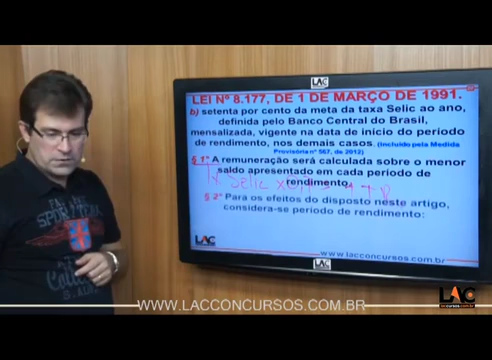 LAC
LEI Nº 8.177, DE 1 DE MARÇO DE 1991.
b) setenta por cento da meta da taxa Selic ao ano,
definida pelo Banco Central do Brasil,
mensalizada, vigente na data de início do período
de rendimento, nos demais casos. (Incluído pela Medida
Provisória nº 567, de 2012)
§ 1º A remuneração será calculada sobre o menor
saldo apresentado em cada período de
Tx Selic x
rendimento.
§ 2º Para os efeitos do disposto neste artigo,
considera-se período de rendimento:
LAC
www.lacconcursos.com.br
LAC
WWW.LACCONCURSOS.COM.BR
LAC